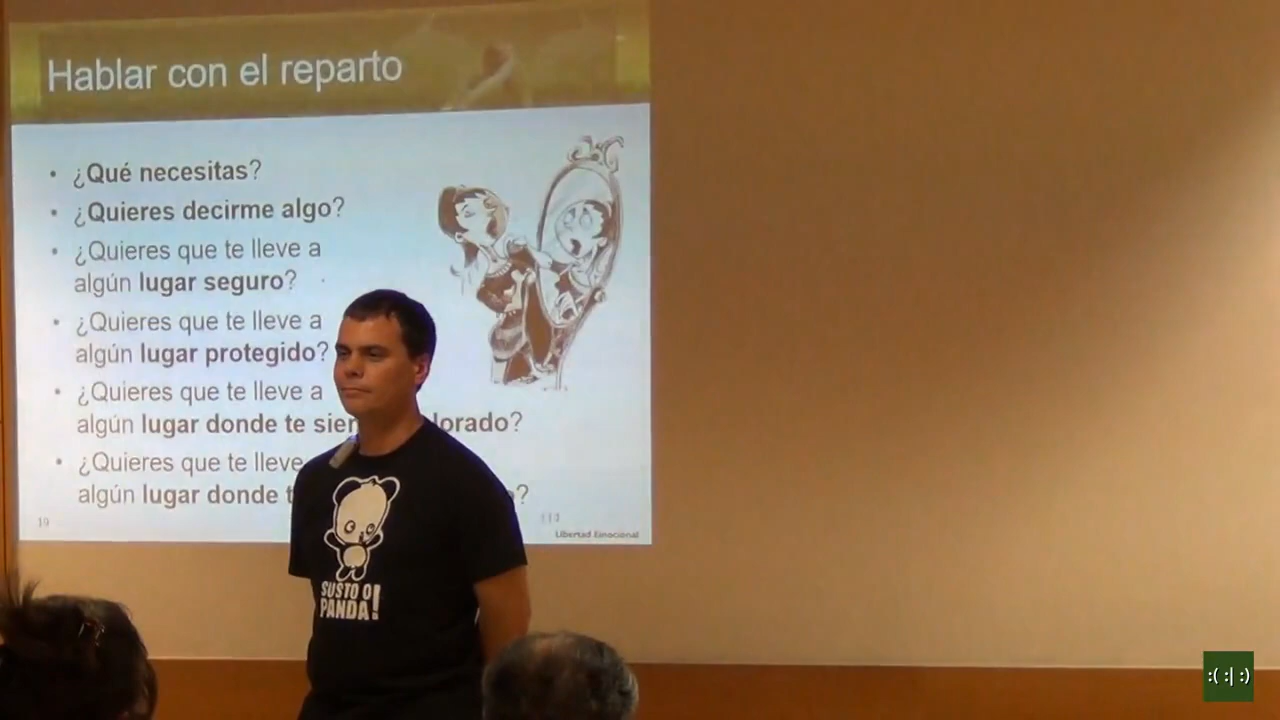 Hablar con el reparto
• ¿Qué necesitas?
• ¿Quieres decirme algo?
• ¿Quieres que te lleve a
algún lugar seguro?
• ¿Quieres que te lleve a
algún lugar protegido?
• ¿Quieres que te lleve a
algún lugar donde te sien lorado?
• ¿Quieres que te lleve
algún lugar donde t ?
19
Libertad Emocional
SUSTO O
PANDA!
:( :| :)